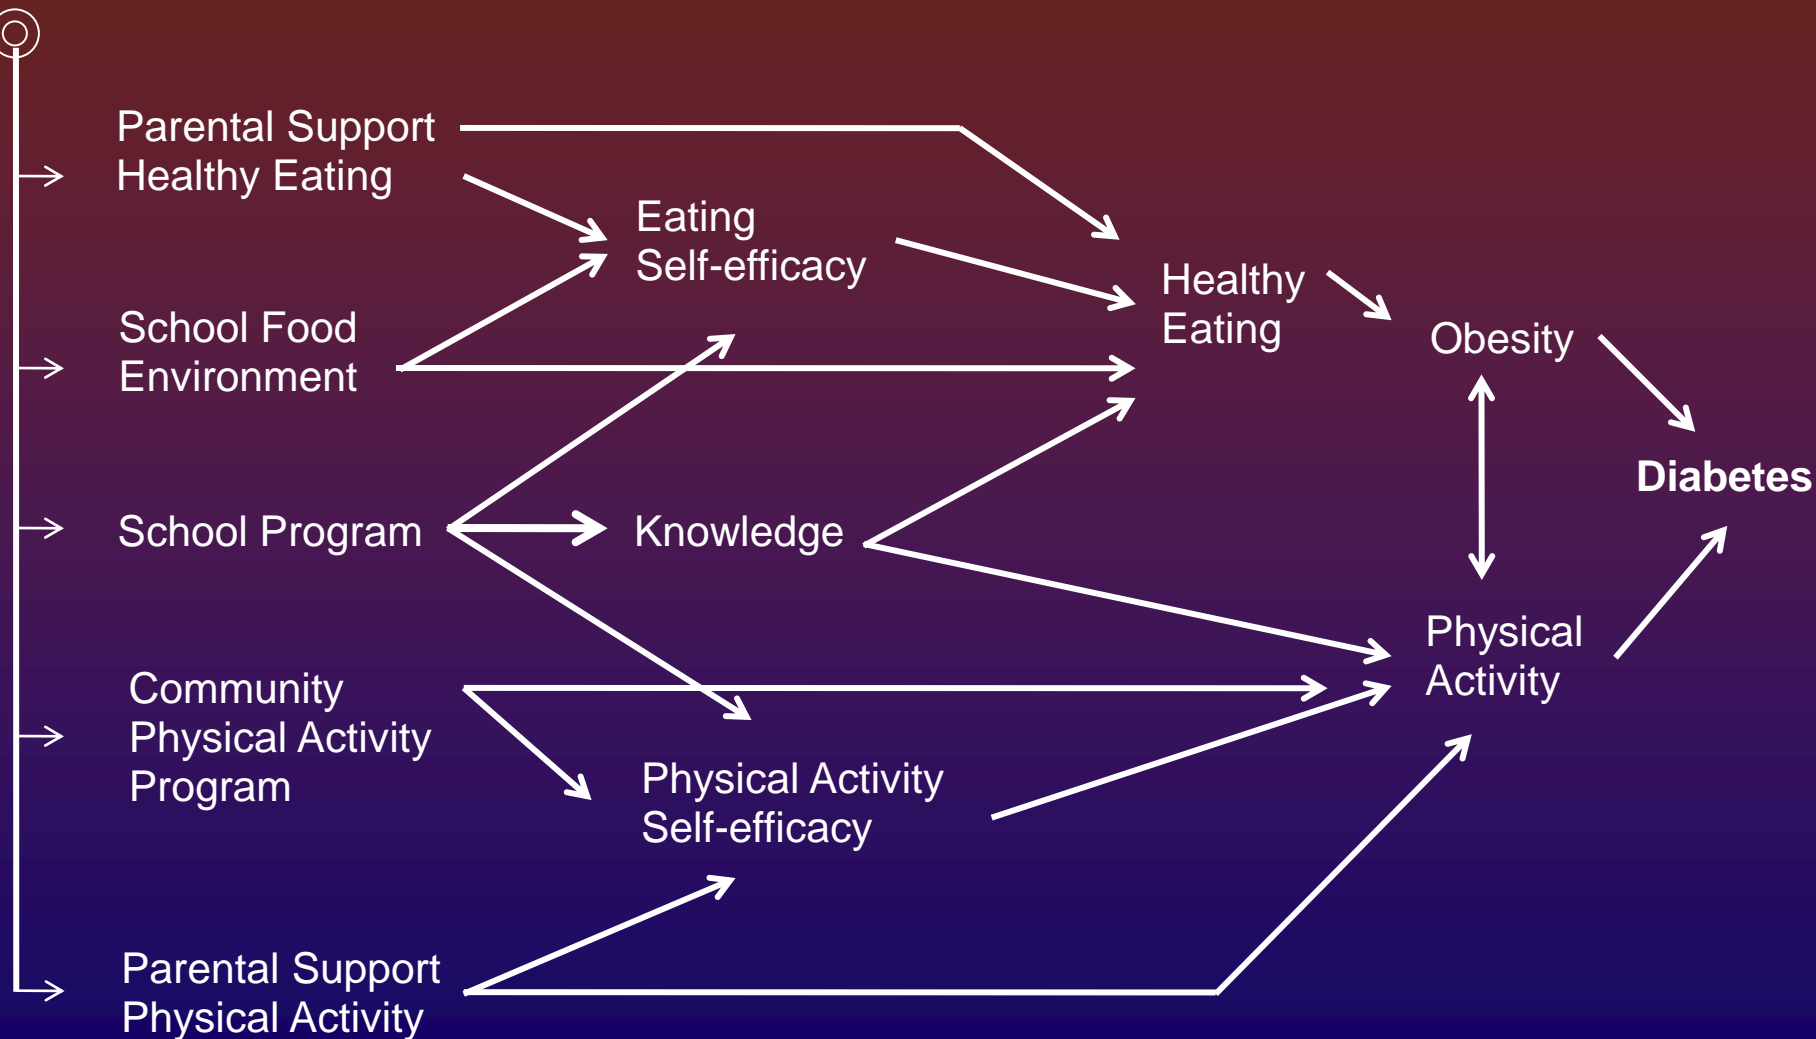 Parental Support
Healthy Eating
Eating
Self-efficacy
Healthy
Eating
School Food
Environment
Obesity
Diabetes
School Program
Knowledge
Physical
Activity
Community
Physical Activity
Program
Physical Activity
Self-efficacy
Parental Support
Physical Activity